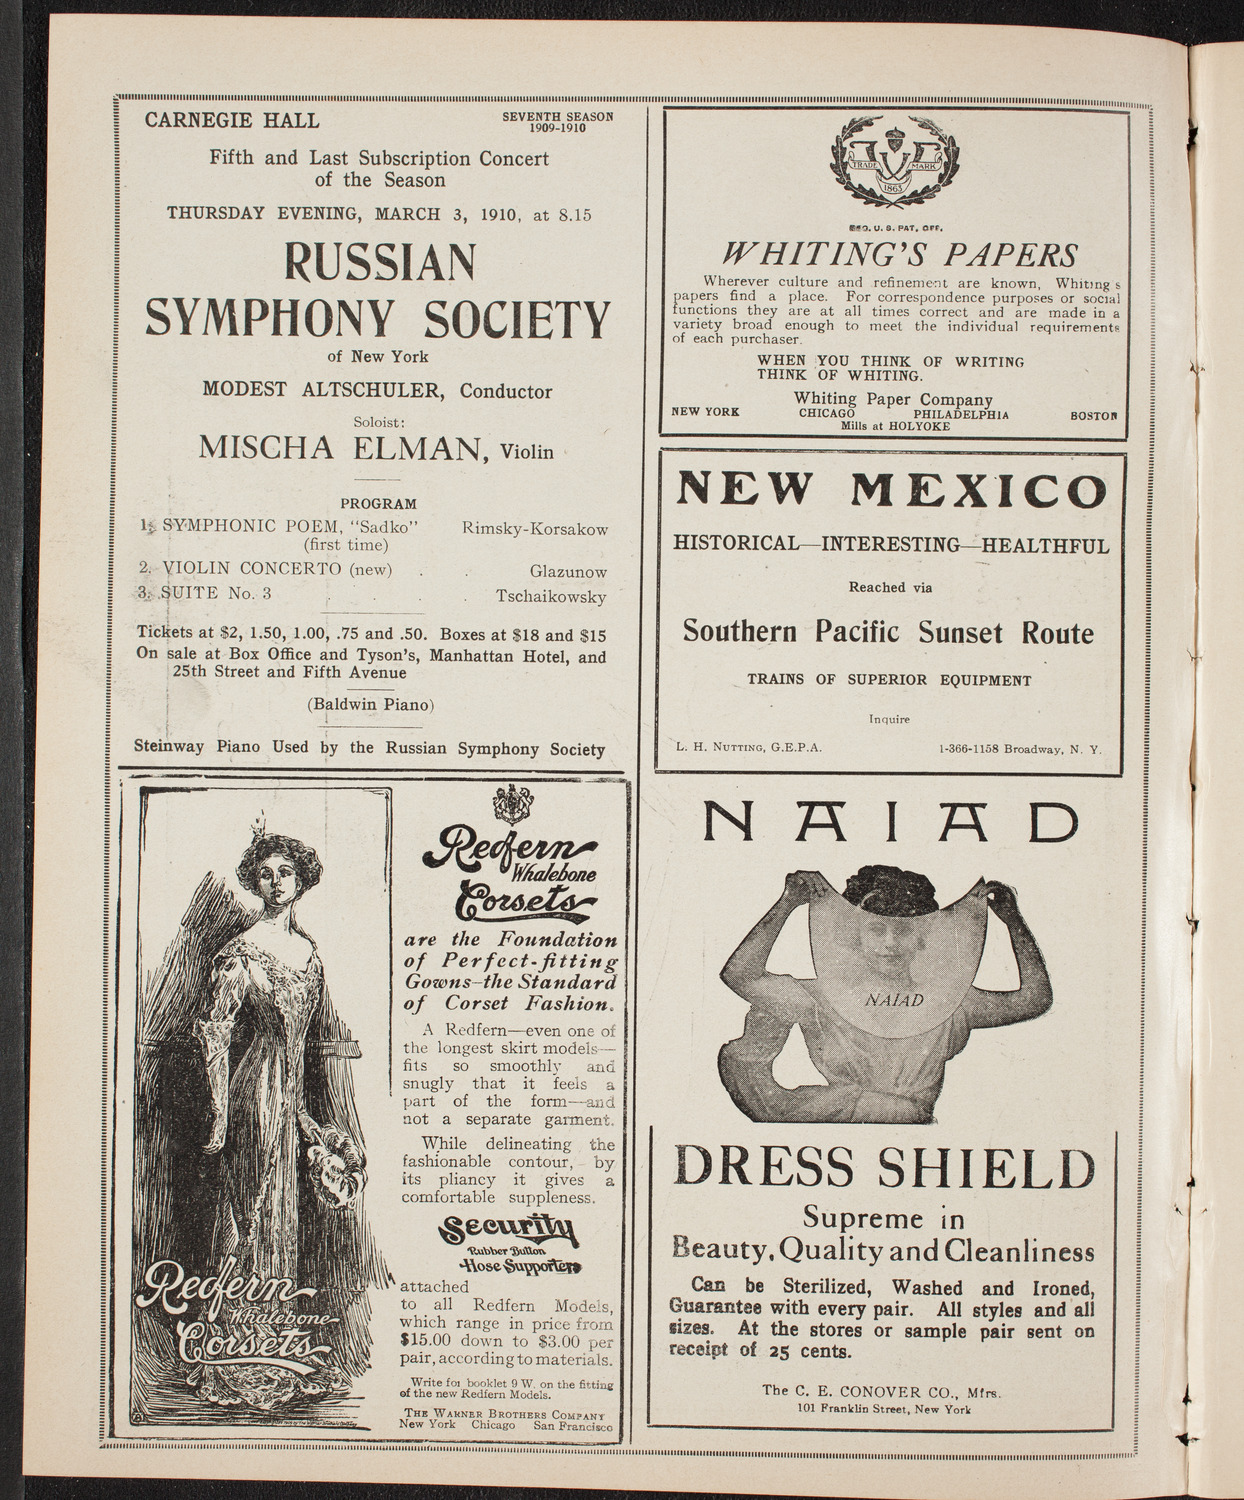 CARNEGIE HALL
SEVENTH SEASON
1909-1910
Fifth and Last Subscription Concert
of the Season
THURSDAY EVENING, MARCH 3, 1910, at 8.15
RUSSIAN
SYMPHONY SOCIETY
of New York
MODEST ALTSCHULER, Conductor
Soloist:
MISCHA ELMAN, Violin
PROGRAM
1. SYMPHONIC POEM, "Sadko" Rimsky-Korsakow
(first time)
2. VIOLIN CONCERTO (new) . . Glazunow
3. SUITE No. 3 . . . . Tschaikowsky
Tickets at $2, 1.50, 1.00, .75 and .50. Boxes at $18 and $15
On sale at Box Office and Tyson's, Manhattan Hotel, and
25th Street and Fifth Avenue
(Baldwin Piano)
Steinway Piano Used by the Russian Symphony Society
Redfern
Whalebone
Corsets
Redfern
Whalebone
Corsets
are the Foundation
of Perfect-fitting
Gowns—the Standard
of Corset Fashion.
A Redfern—even one of
the longest skirt models—
fits so smoothly and
snugly that it feels a
part of the form—and
not a separate garment.
While delineating the
fashionable contour, by
its pliancy it gives a
comfortable suppleness.
Security
Rubber Button
Hose Supporters
attached
to all Redfern Models,
which range in price from
$15.00 down to $3.00 per
pair, according to materials.
Write for booklet 9 W. on the fitting
of the new Redfern Models.
THE WARNER BROTHERS COMPANY
New York Chicago San Francisco
TRADE W MARK
1865
REG. U. S. PAT. OFF.
WHITING'S PAPERS
Wherever culture and refinement are known, Whiting s
papers find a place. For correspondence purposes or social
functions they are at all times correct and are made in a
variety broad enough to meet the individual requirements
of each purchaser.
WHEN YOU THINK OF WRITING
THINK OF WHITING.
Whiting Paper Company
NEW YORK CHICAGO PHILADELPHIA BOSTON
Mills at HOLYOKE
NEW MEXICO
HISTORICAL—INTERESTING—HEALTHFUL
Reached via
Southern Pacific Sunset Route
TRAINS OF SUPERIOR EQUIPMENT
Inquire
L. H. NUTTING, G.E.P.A. 1-366-1158 Broadway, N. Y.
NAIAD
NAIAD
DRESS SHIELD
Supreme in
Beauty, Quality and Cleanliness
Can be Sterilized, Washed and Ironed,
Guarantee with every pair. All styles and all
sizes. At the stores or sample pair sent on
receipt of 25 cents.
The C. E. CONOVER CO., Mfrs.
101 Franklin Street, New York